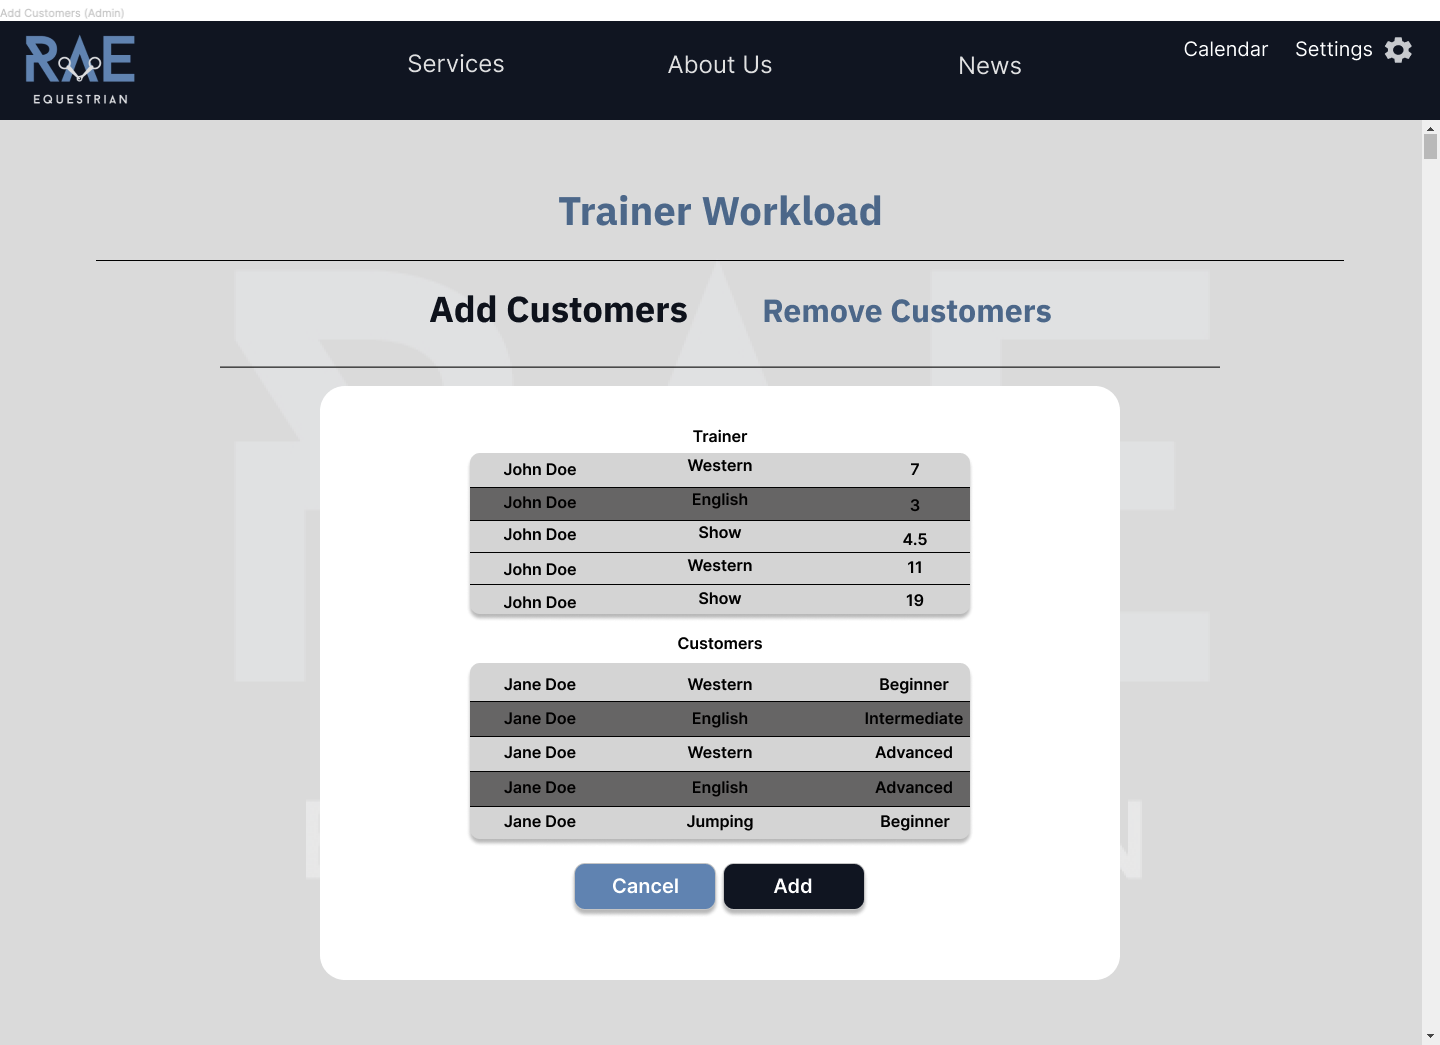 Add Customers (Admin)
RAE
EQUESTRIAN
Services
About Us
News
Calendar
Settings
Trainer Workload
Add Customers
Remove Customers
Trainer
John Doe Western 7
John Doe English 3
John Doe Show 4.5
John Doe Western 11
John Doe Show 19
Customers
Jane Doe Western Beginner
Jane Doe English Intermediate
Jane Doe Western Advanced
Jane Doe English Advanced
Jane Doe Jumping Beginner
Cancel
Add